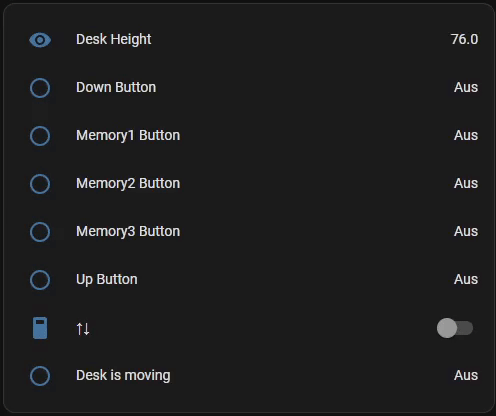 Desk Height 76.0
Down Button Aus
Memory1 Button Aus
Memory2 Button Aus
Memory3 Button Aus
Up Button Aus
↑↓
Desk is moving Aus